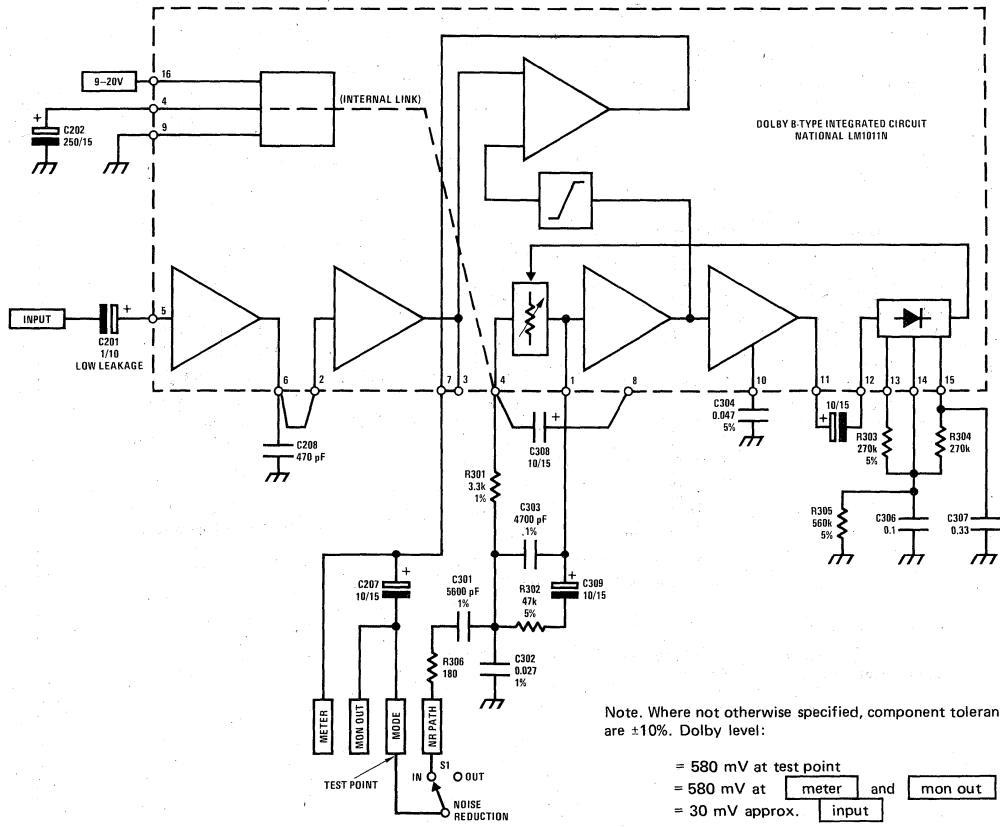 16
9–20V
4
(INTERNAL LINK)
9
+
C202
250/15
DOLBY B-TYPE INTEGRATED CIRCUIT
NATIONAL LM1011N
INPUT
+
5
C201
1/10
LOW LEAKAGE
6
2
7
3
4
1
8
10
11
12
13
14
15
C208
470 pF
+
C308
10/15
C304
0.047
5%
+
10/15
R303
270k
5%
R304
270k
R301
3.3k
1%
C303
4700 pF
1%
R305
560k
5%
C306
0.1
C307
0.33
+
C207
10/15
C301
5600 pF
1%
R302
47k
5%
+
C309
10/15
R306
180
C302
0.027
1%
METER
MON OUT
MODE
NR PATH
S1
IN
OUT
TEST POINT
NOISE
REDUCTION
Note. Where not otherwise specified, component toleran
are ±10%. Dolby level:
= 580 mV at test point
= 580 mV at meter and mon out
= 30 mV approx. input